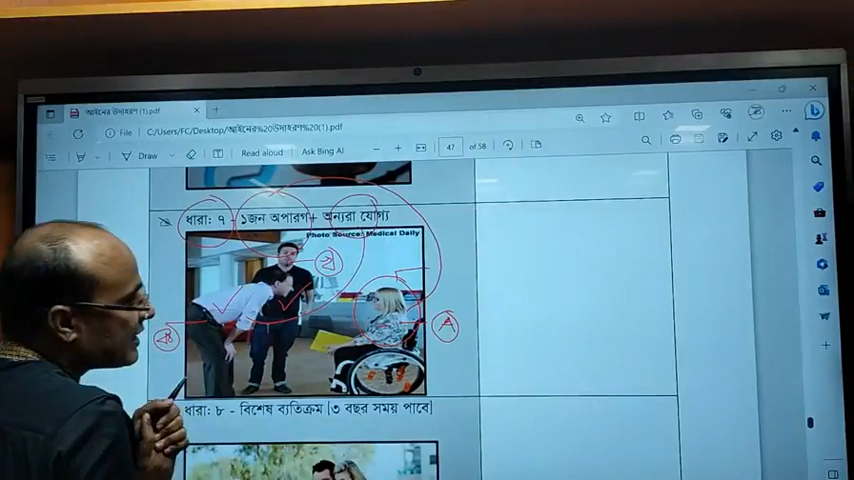 আইনের উদাহরণ (1).pdf
File C:/Users/FC/Desktop/আইনের%20উদাহরণ%20(1).pdf
Draw Read aloud Ask Bing AI 47 of 58
ধারা: ৭ - ১জন অপারগ+ অন্যরা যোগ্য
Photo Source: Medical Daily
A
ধারা: ৮ - বিশেষ ব্যতিক্রম [৩ বছর সময় পাবে]